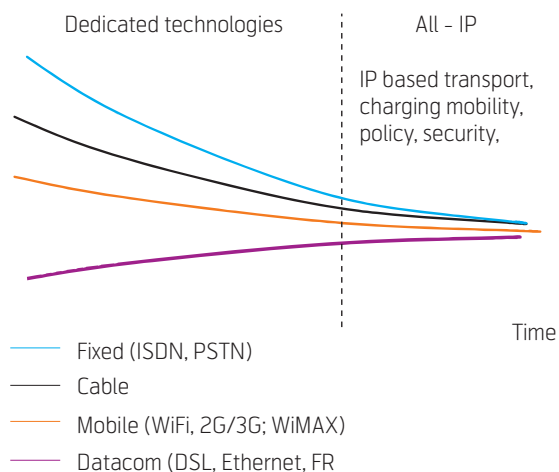 Dedicated technologies
All - IP
IP based transport,
charging mobility,
policy, security,
Time
Fixed (ISDN, PSTN)
Cable
Mobile (WiFi, 2G/3G; WiMAX)
Datacom (DSL, Ethernet, FR